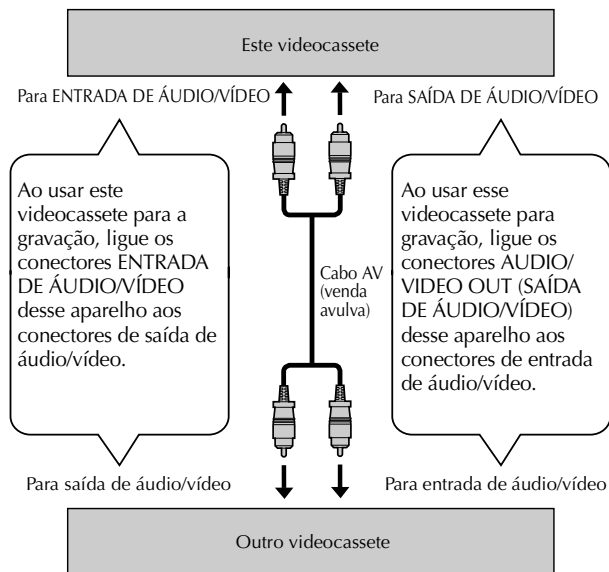 Este videocassete
Para ENTRADA DE ÁUDIO/VÍDEO
Para SAÍDA DE ÁUDIO/VÍDEO
Ao usar este
videocassete para a
gravação, ligue os
conectores ENTRADA
DE ÁUDIO/VÍDEO
desse aparelho aos
conectores de saída de
áudio/vídeo.
Cabo AV
(venda
avulva)
Ao usar esse
videocassete para
gravação, ligue os
conectores AUDIO/
VIDEO OUT (SAÍDA
DE ÁUDIO/VÍDEO)
desse aparelho aos
conectores de entrada
de áudio/vídeo.
Para saída de áudio/vídeo
Para entrada de áudio/vídeo
Outro videocassete